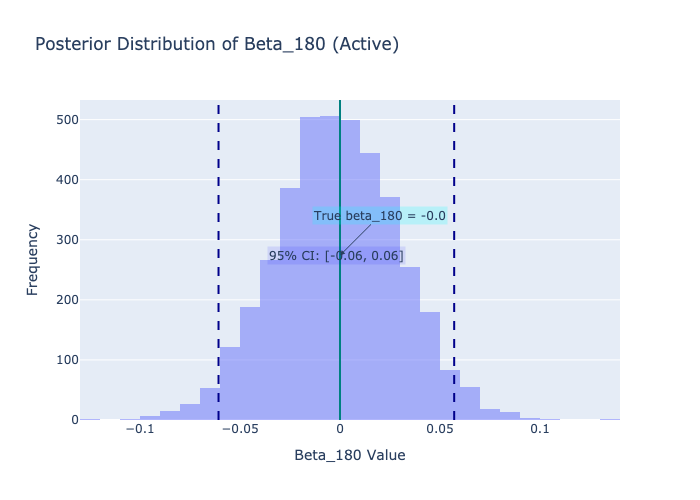 Posterior Distribution of Beta_180 (Active)
500
400
300
200
100
0
Frequency
True beta_180 = -0.0
95% CI: [-0.06, 0.06]
−0.1
−0.05
0
0.05
0.1
Beta_180 Value